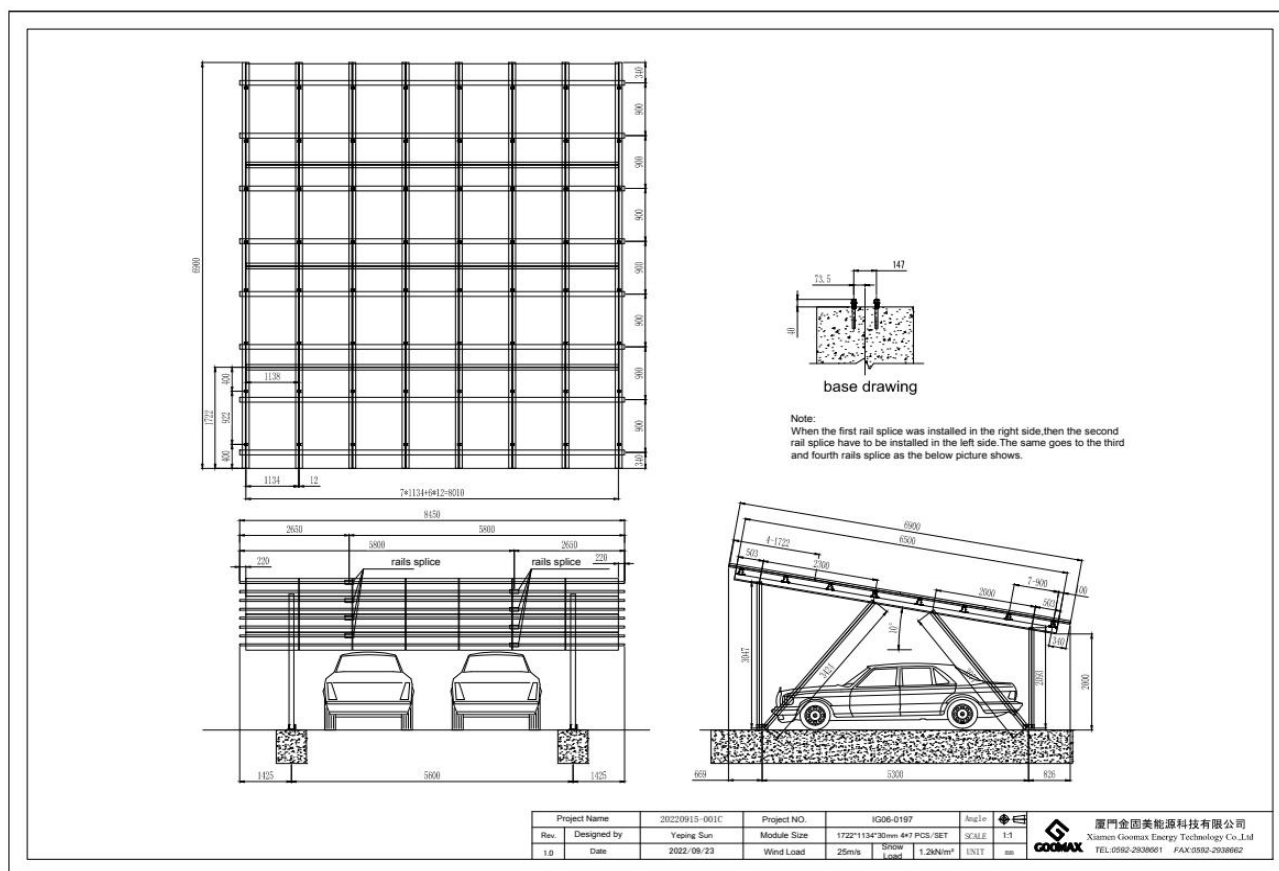 6900
340
900
900
900
900
900
900
900
340
1722
400
922
400
1138
1134
12
7*1134+6*12=8010
147
73.5
40
base drawing
Note:
When the first rail splice was installed in the right side,then the second
rail splice have to be installed in the left side.The same goes to the third
and fourth rails splice as the below picture shows.
8450
2650 5800
5800 2650
220 rails splice rails splice 220
1425 5600 1425
6900
6500
4-1722
503
2300
2000
7-900
503
340
10°
3047
3424
2093
2000
669 5300 826
Project Name 20220915-001C Project NO. IG06-0197 Angle
Rev. Designed by Yeping Sun Module Size 1722*1134*30mm 4*7 PCS/SET SCALE 1:1
1.0 Date 2022/09/23 Wind Load 25m/s Snow Load 1.2kN/m² UNIT mm
GOOMAX
厦門金固美能源科技有限公司
Xiamen Goomax Energy Technology Co.,Ltd
TEL:0592-2938661 FAX:0592-2938662